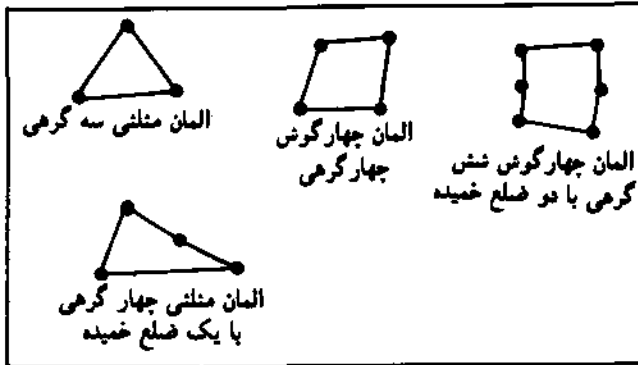 المان مثلثی سه گرهی
المان چهارگوش
چهارگرهی
المان چهارگوش شش
گرهی با دو ضلع خمیده
المان مثلثی چهار گرهی
با یک ضلع خمیده